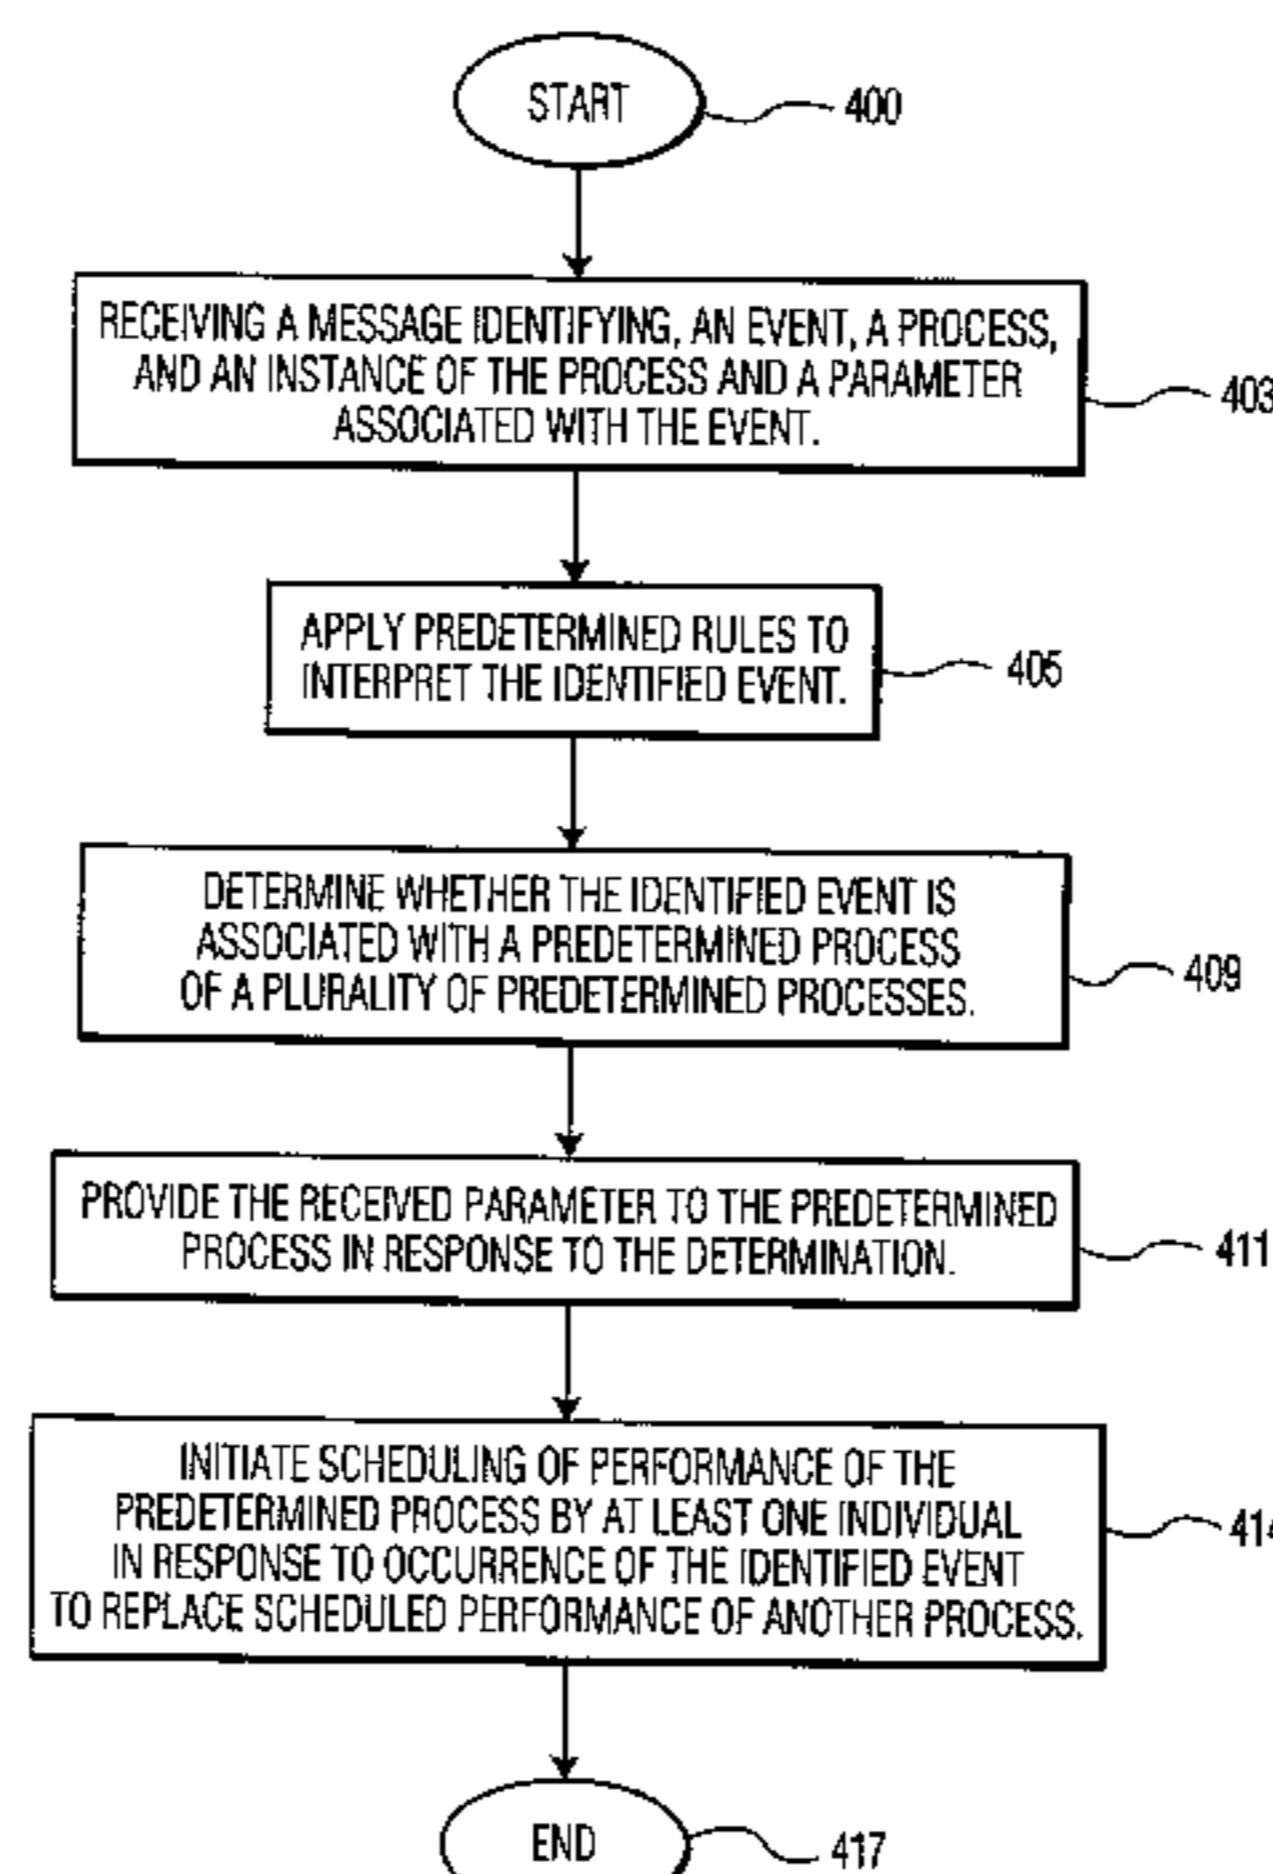 START
400
RECEIVING A MESSAGE IDENTIFYING, AN EVENT, A PROCESS,
AND AN INSTANCE OF THE PROCESS AND A PARAMETER
ASSOCIATED WITH THE EVENT.
403
APPLY PREDETERMINED RULES TO
INTERPRET THE IDENTIFIED EVENT.
405
DETERMINE WHETHER THE IDENTIFIED EVENT IS
ASSOCIATED WITH A PREDETERMINED PROCESS
OF A PLURALITY OF PREDETERMINED PROCESSES.
409
PROVIDE THE RECEIVED PARAMETER TO THE PREDETERMINED
PROCESS IN RESPONSE TO THE DETERMINATION.
411
INITIATE SCHEDULING OF PERFORMANCE OF THE
PREDETERMINED PROCESS BY AT LEAST ONE INDIVIDUAL
IN RESPONSE TO OCCURRENCE OF THE IDENTIFIED EVENT
TO REPLACE SCHEDULED PERFORMANCE OF ANOTHER PROCESS.
414
END
417